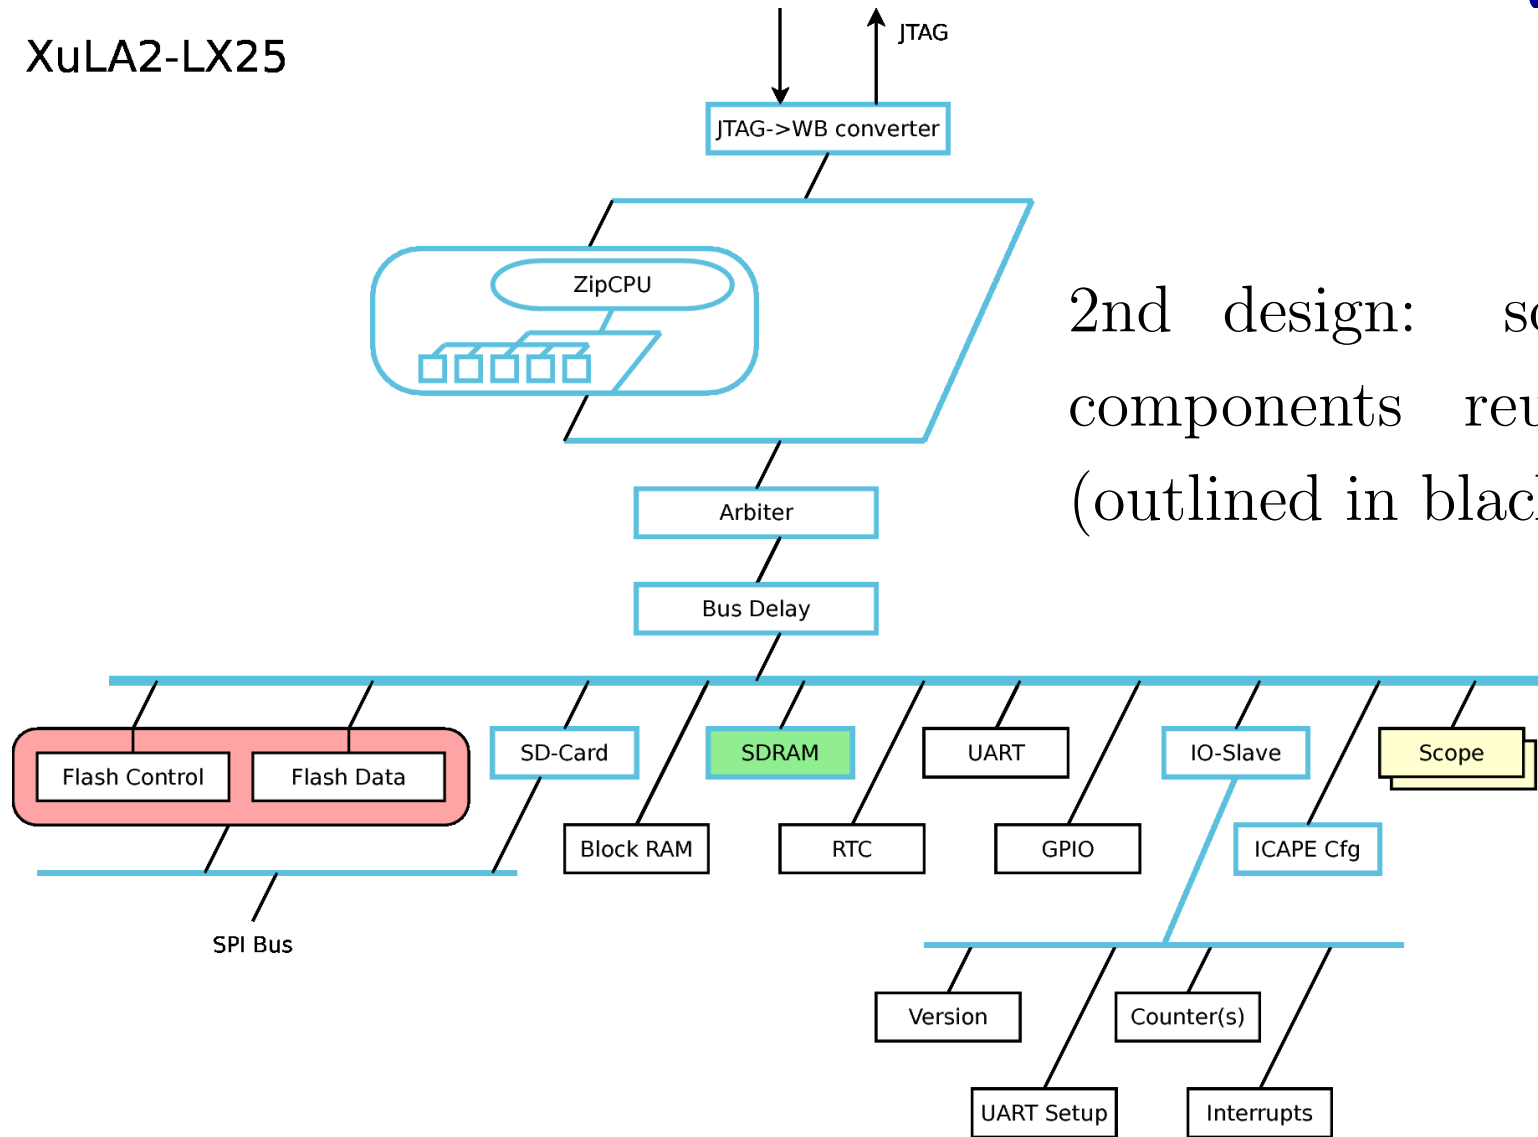 XuLA2-LX25
JTAG
JTAG->WB converter
ZipCPU
2nd design:
components
(outlined in
Arbiter
Bus Delay
Flash Control
Flash Data
SD-Card
SDRAM
UART
IO-Slave
Scope
Block RAM
RTC
GPIO
ICAPE Cfg
SPI Bus
Version
Counter(s)
UART Setup
Interrupts